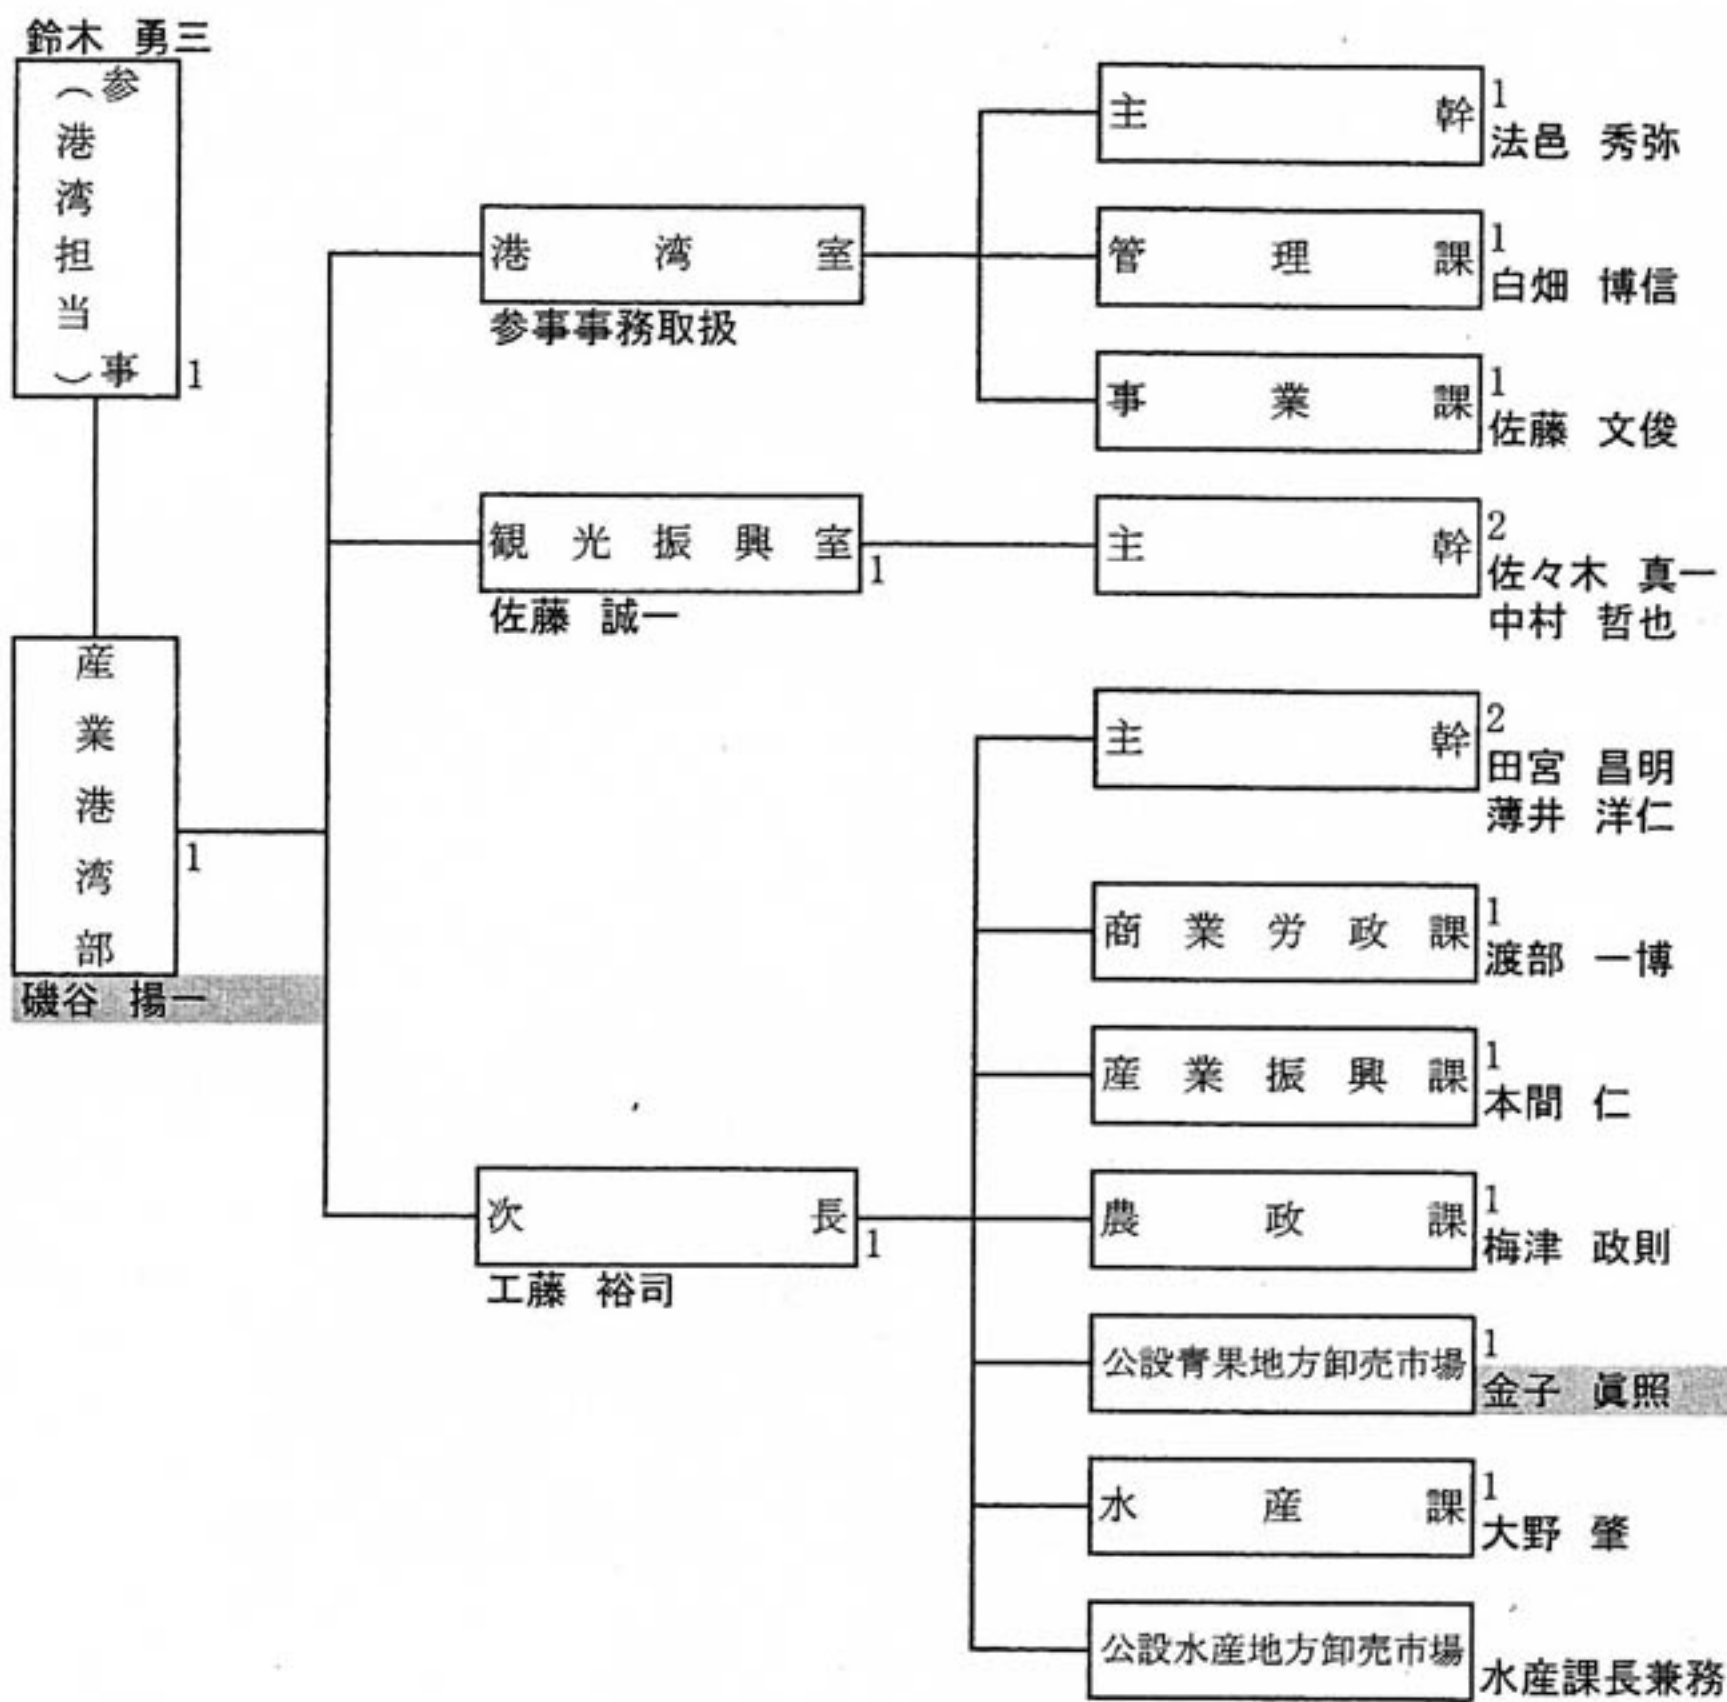 鈴木 勇三
参事
（港湾担当）
1
産業港湾部
1
磯谷 揚一
港湾室
参事事務取扱
主幹
1
法邑 秀弥
管理課
1
白畑 博信
事業課
1
佐藤 文俊
観光振興室
1
佐藤 誠一
主幹
2
佐々木 真一
中村 哲也
次長
1
工藤 裕司
主幹
2
田宮 昌明
薄井 洋仁
商業労政課
1
渡部 一博
産業振興課
1
本間 仁
農政課
1
梅津 政則
公設青果地方卸売市場
1
金子 眞照
水産課
1
大野 肇
公設水産地方卸売市場
水産課長兼務